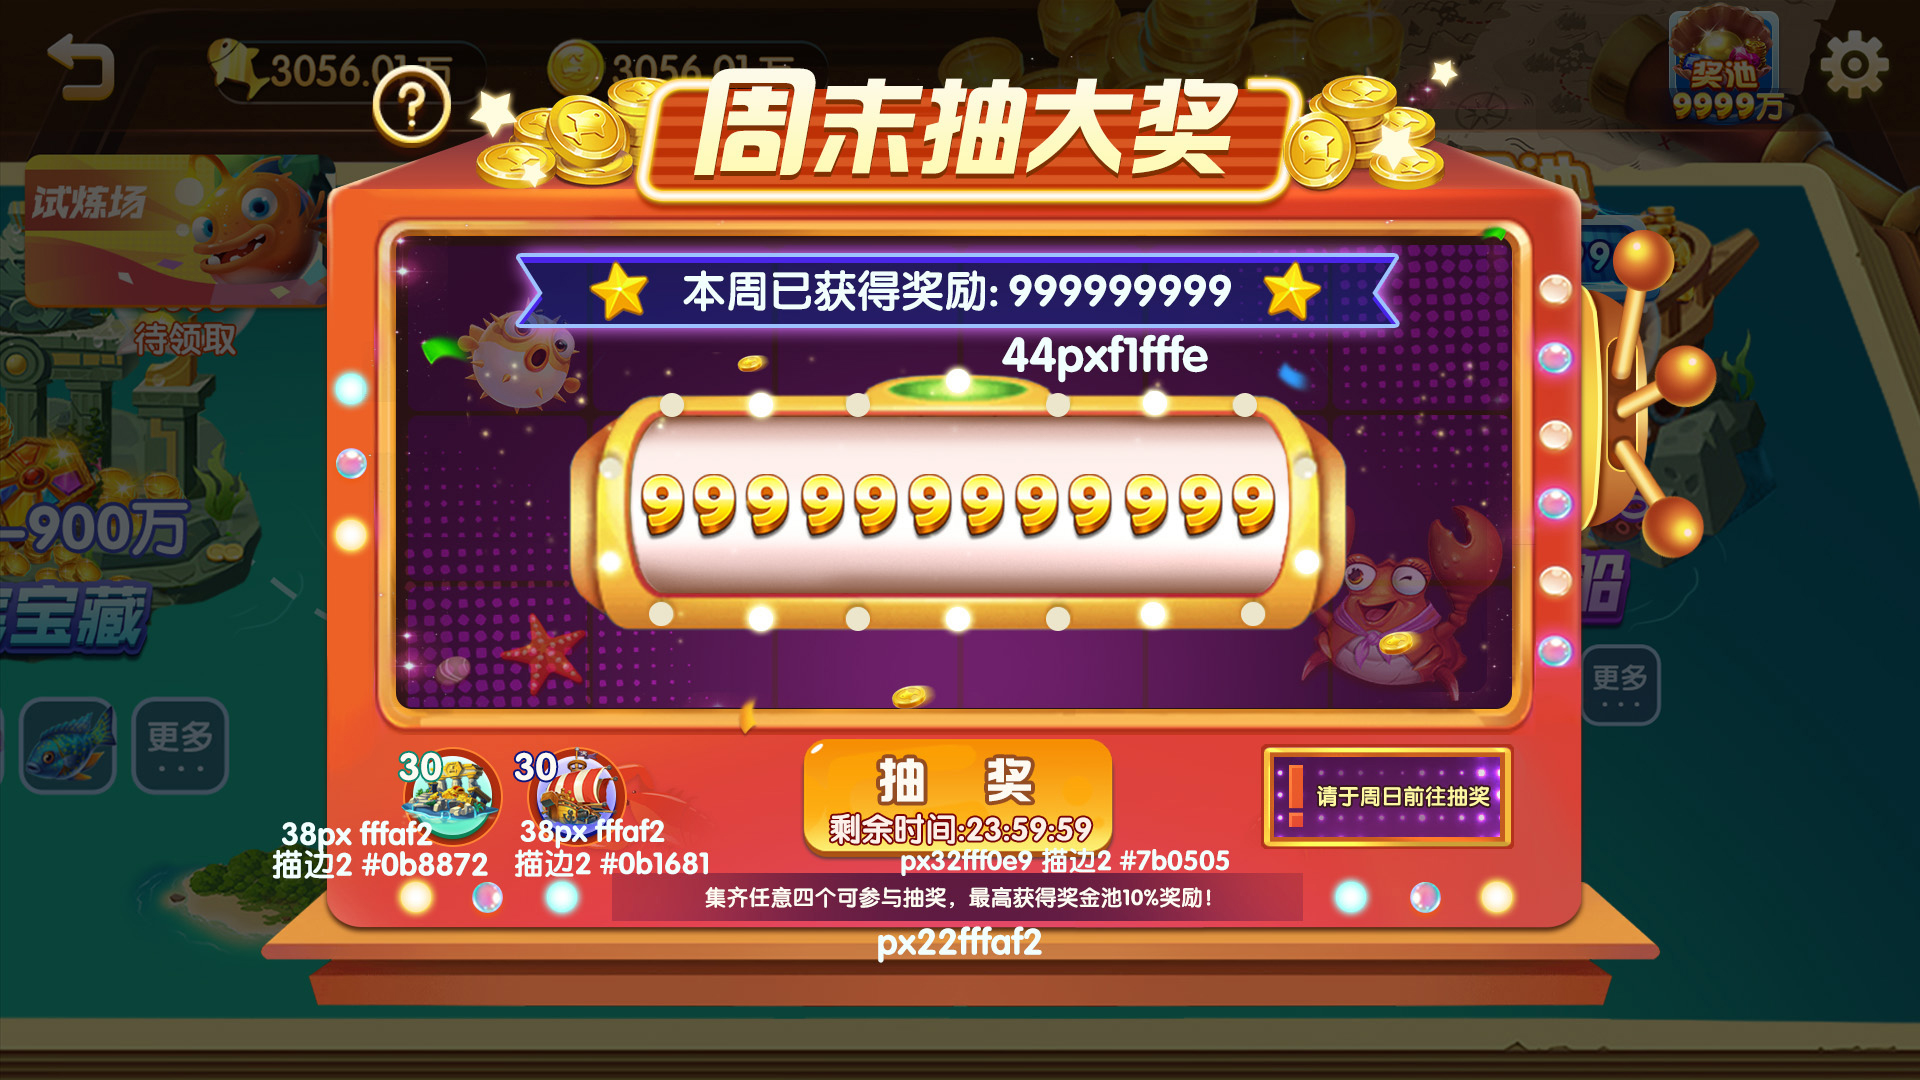 3056.01万
3056.01万
奖池
9999万
?
周末抽大奖
试炼场
待领取
本周已获得奖励: 999999999
44pxf1fffe
999999999999
-900万
宝藏
船
更多
更多
30
30
抽 奖
剩余时间:23:59:59
请于周日前往抽奖
38px fffaf2
描边2 #0b8872
38px fffaf2
描边2 #0b1681
px32fff0e9 描边2 #7b0505
集齐任意四个可参与抽奖，最高获得奖金池10%奖励!
px22fffaf2